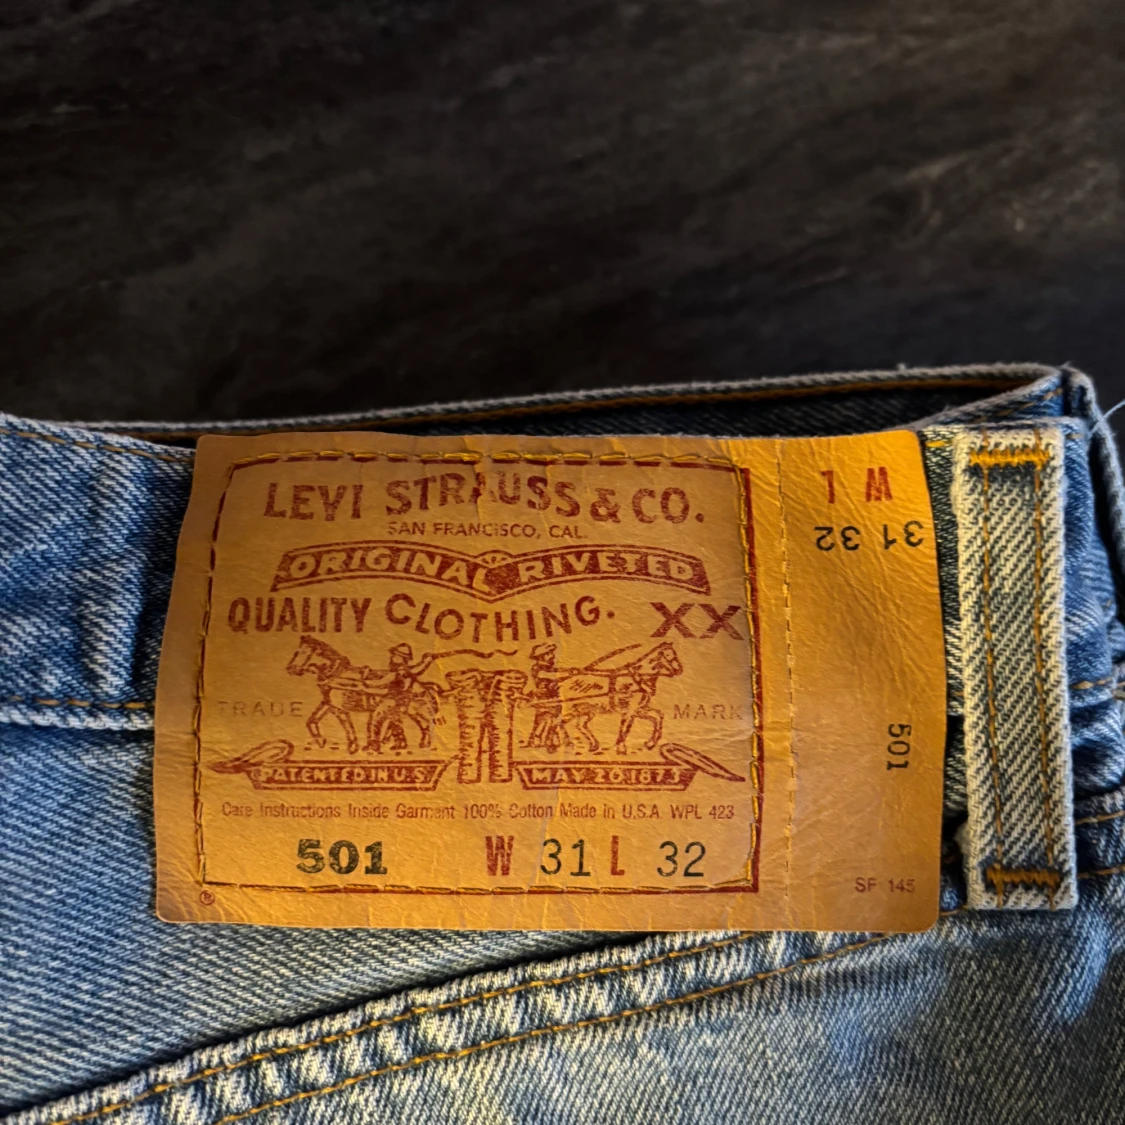 LEVI STRAUSS & CO.
SAN FRANCISCO, CAL.
ORIGINAL RIVETED
QUALITY CLOTHING. XX
TRADE MARK
PATENTED IN U.S. MAY 20 1873
Care Instructions Inside Garment 100% Cotton Made in U.S.A. WPL 423
501 W 31 L 32
®
W L
31 32
501
SF 145